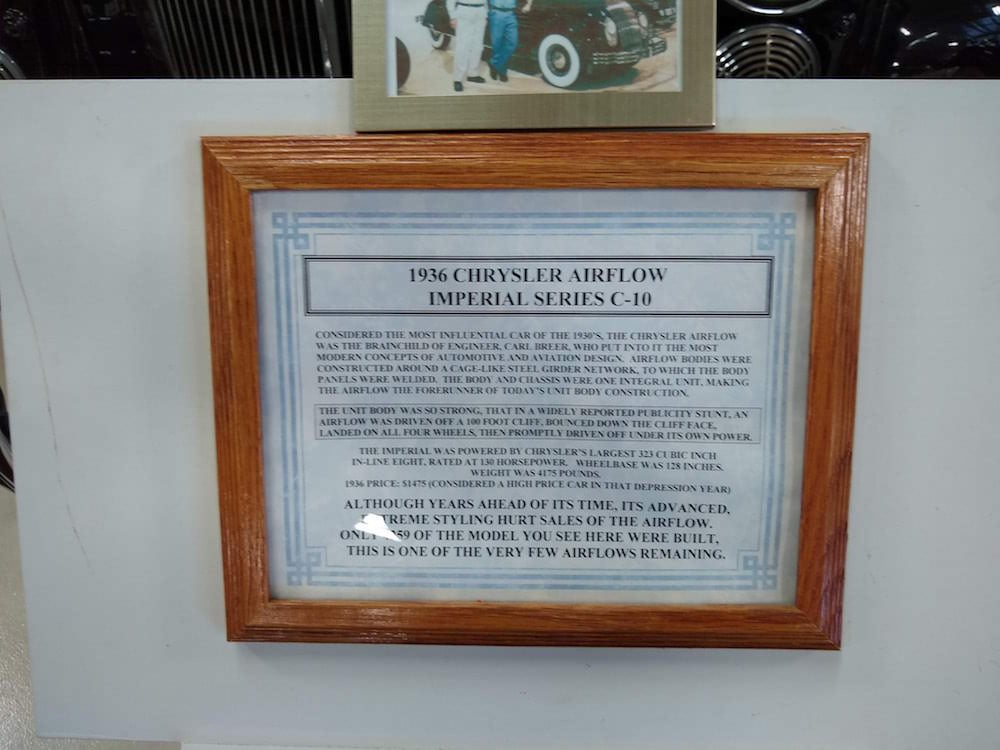 1936 CHRYSLER AIRFLOW
IMPERIAL SERIES C-10
CONSIDERED THE MOST INFLUENTIAL CAR OF THE 1930'S, THE CHRYSLER AIRFLOW
WAS THE BRAINCHILD OF ENGINEER, CARL BREER, WHO PUT INTO IT THE MOST
MODERN CONCEPTS OF AUTOMOTIVE AND AVIATION DESIGN. AIRFLOW BODIES WERE
CONSTRUCTED AROUND A CAGE-LIKE STEEL GIRDER NETWORK, TO WHICH THE BODY
PANELS WERE WELDED. THE BODY AND CHASSIS WERE ONE INTEGRAL UNIT, MAKING
THE AIRFLOW THE FORERUNNER OF TODAY'S UNIT BODY CONSTRUCTION.
THE UNIT BODY WAS SO STRONG, THAT IN A WIDELY REPORTED PUBLICITY STUNT, AN
AIRFLOW WAS DRIVEN OFF A 100 FOOT CLIFF, BOUNCED DOWN THE CLIFF FACE,
LANDED ON ALL FOUR WHEELS, THEN PROMPTLY DRIVEN OFF UNDER ITS OWN POWER.
THE IMPERIAL WAS POWERED BY CHRYSLER'S LARGEST 323 CUBIC INCH
IN-LINE EIGHT, RATED AT 130 HORSEPOWER. WHEELBASE WAS 128 INCHES.
WEIGHT WAS 4175 POUNDS.
1936 PRICE: $1475 (CONSIDERED A HIGH PRICE CAR IN THAT DEPRESSION YEAR)
ALTHOUGH YEARS AHEAD OF ITS TIME, ITS ADVANCED,
EXTREME STYLING HURT SALES OF THE AIRFLOW.
ONLY OF THE MODEL YOU SEE HERE WERE BUILT,
THIS IS ONE OF THE VERY FEW AIRFLOWS REMAINING.